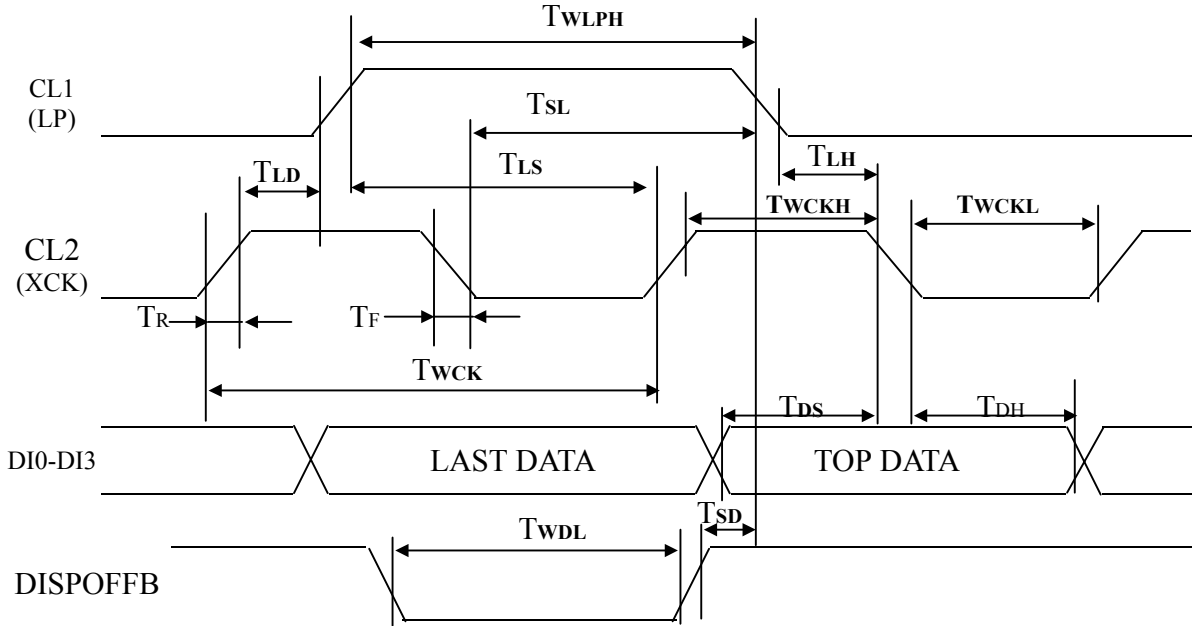 TWLPH
CL1
(LP)
TSL
TLH
TLD
TLS
TWCKH
TWCKL
CL2
(XCK)
TR
TF
TWCK
TDS
TDH
DI0-DI3
LAST DATA
TOP DATA
TSD
TWDL
DISPOFFB